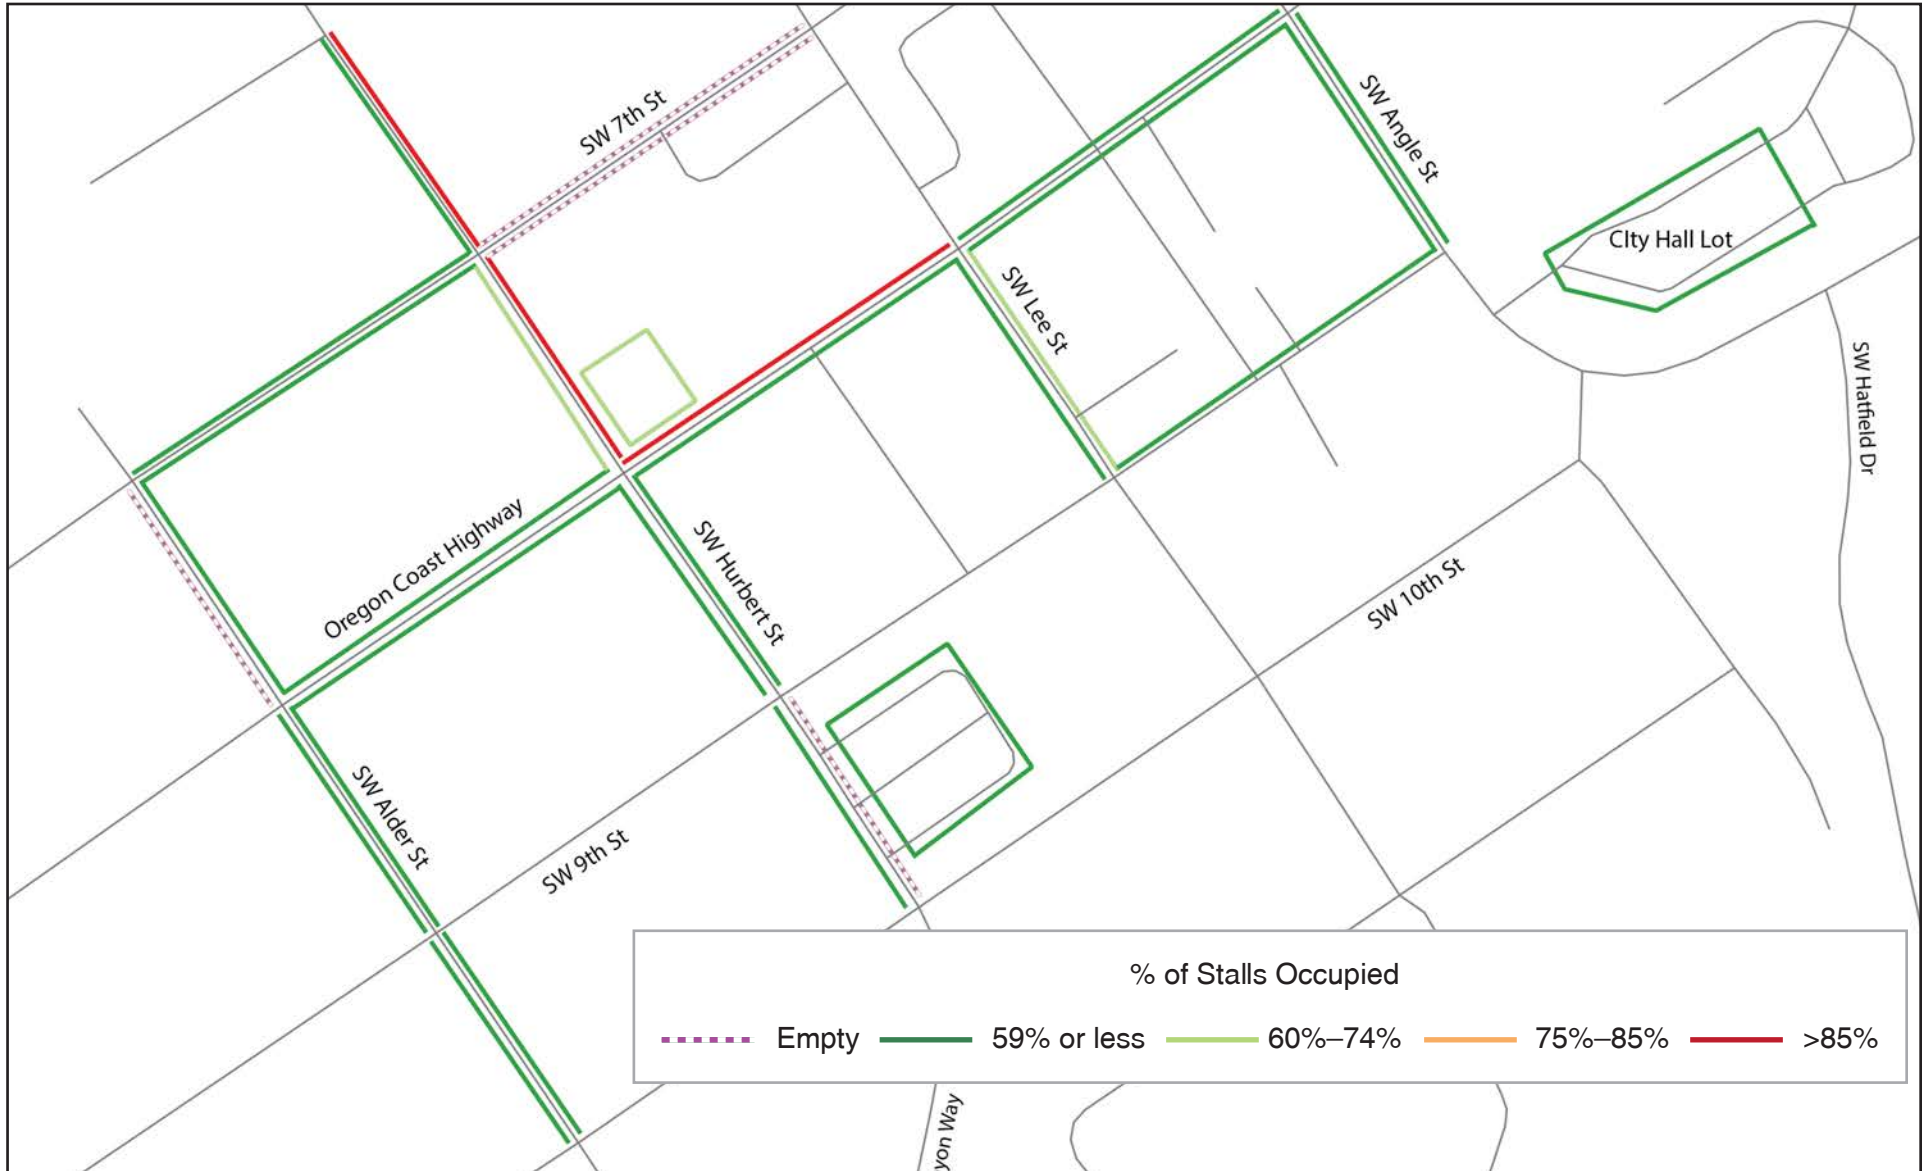 SW 7th St
SW Angle St
CIty Hall Lot
SW Lee St
SW Hatfield Dr
Oregon Coast Highway
SW Hurbert St
SW 10th St
SW Alder St
SW 9th St
% of Stalls Occupied
Empty 59% or less 60%–74% 75%–85% >85%
yon Way